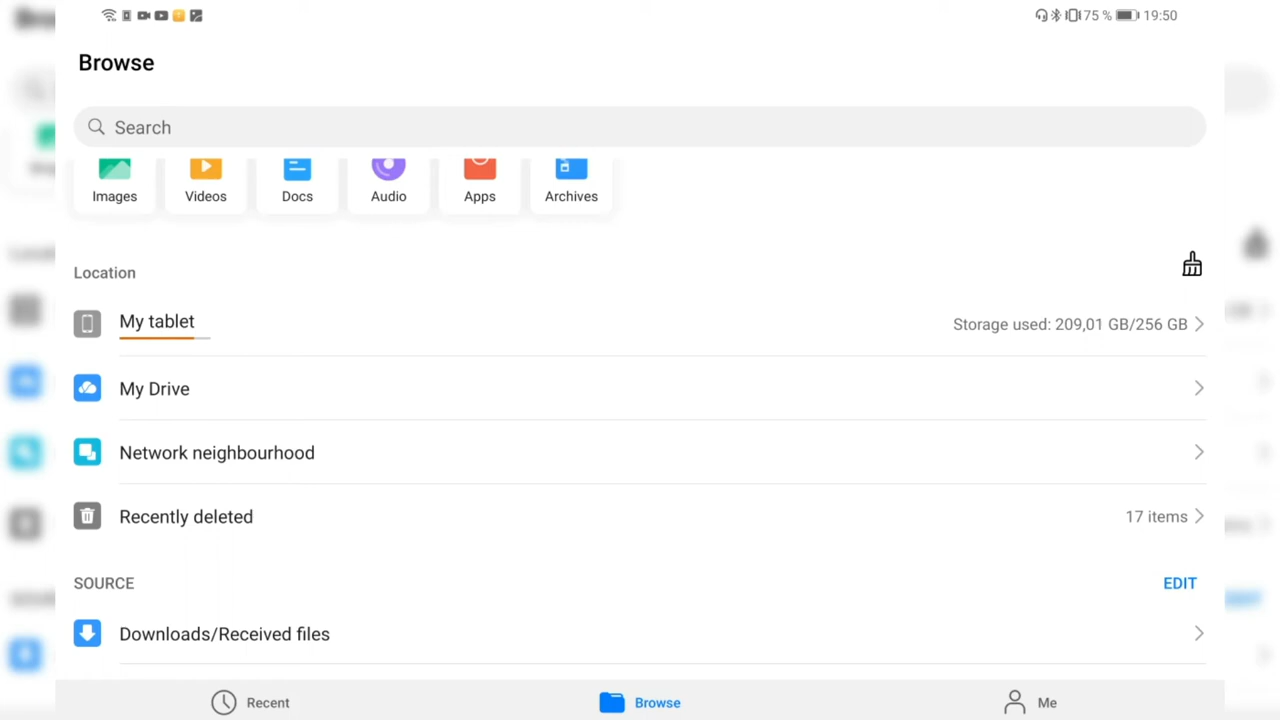 75 % 19:50
Browse
Search
Images Videos Docs Audio Apps Archives
Location
My tablet
Storage used: 209,01 GB/256 GB
My Drive
Network neighbourhood
Recently deleted
17 items
SOURCE
EDIT
Downloads/Received files
Recent Browse Me